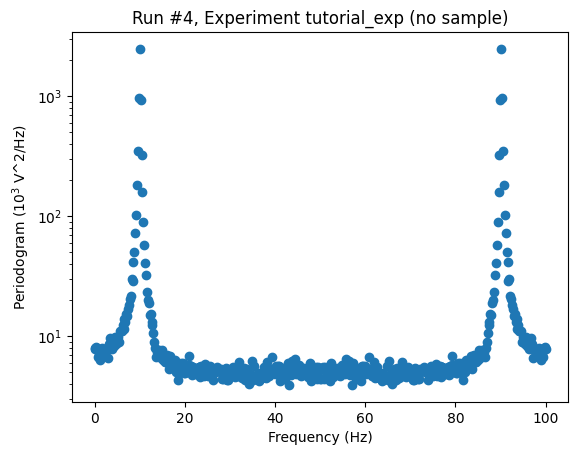 Run #4, Experiment tutorial_exp (no sample)
Periodogram (10³ V^2/Hz)
10³
10²
10¹
0 20 40 60 80 100
Frequency (Hz)